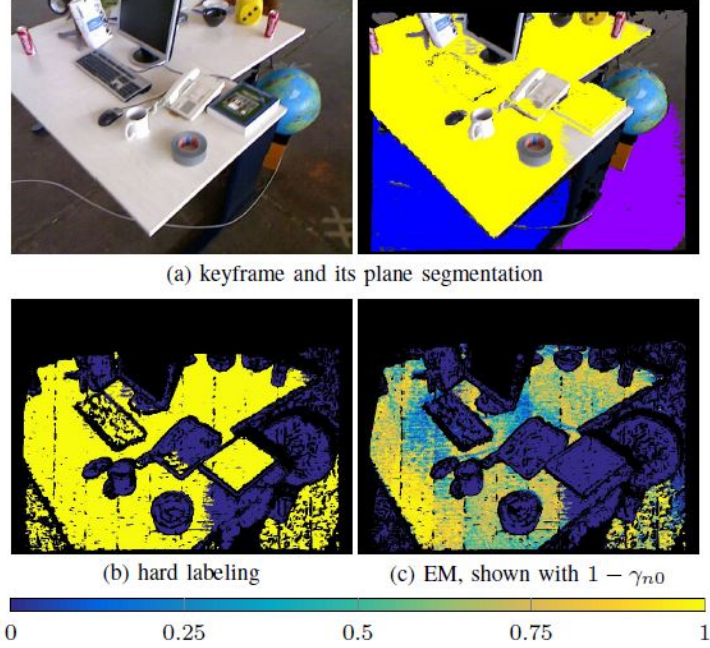 (a) keyframe and its plane segmentation
(b) hard labeling
(c) EM, shown with 1 − γn0
0 0.25 0.5 0.75 1